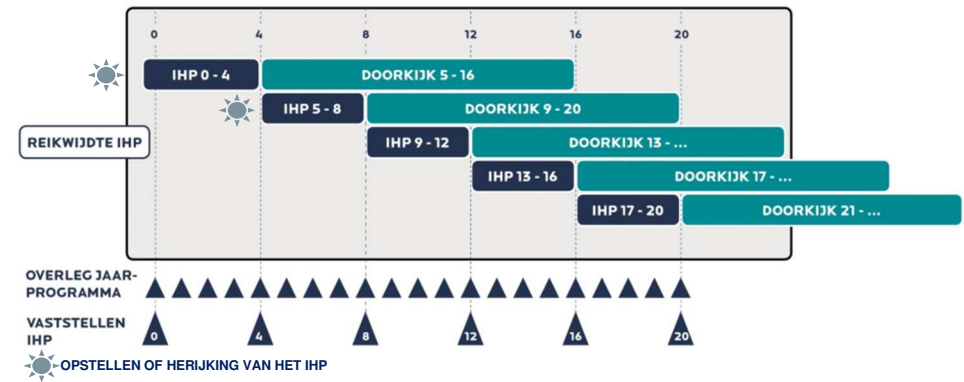 0 4 8 12 16 20
IHP 0 - 4 DOORKIJK 5 - 16
IHP 5 - 8 DOORKIJK 9 - 20
REIKWIJDTE IHP IHP 9 - 12 DOORKIJK 13 - ...
IHP 13 - 16 DOORKIJK 17 - ...
IHP 17 - 20 DOORKIJK 21 - ...
OVERLEG JAAR-
PROGRAMMA
VASTSTELLEN
IHP
0 4 8 12 16 20
OPSTELLEN OF HERIJKING VAN HET IHP